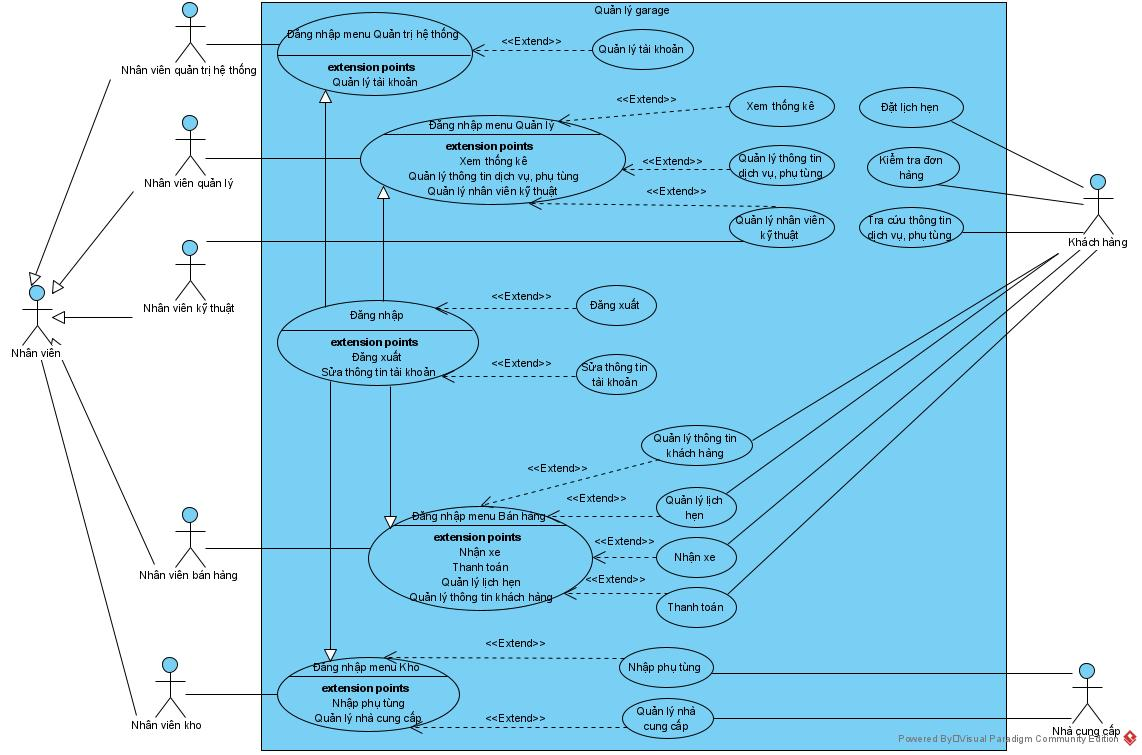 Quản lý garage
Đăng nhập menu Quản trị hệ thống
extension points
Quản lý tài khoản
<<Extend>>
Quản lý tài khoản
Nhân viên quản trị hệ thống
Đăng nhập menu Quản lý
extension points
Xem thống kê
Quản lý thông tin dịch vụ, phụ tùng
Quản lý nhân viên kỹ thuật
<<Extend>>
Xem thống kê
<<Extend>>
Quản lý thông tin
dịch vụ, phụ tùng
<<Extend>>
Quản lý nhân viên
kỹ thuật
Đặt lịch hẹn
Kiểm tra đơn
hàng
Tra cứu thông tin
dịch vụ, phụ tùng
Khách hàng
Nhân viên quản lý
Nhân viên kỹ thuật
Nhân viên
Đăng nhập
extension points
Đăng xuất
Sửa thông tin tài khoản
<<Extend>>
Đăng xuất
<<Extend>>
Sửa thông tin
tài khoản
Quản lý thông tin
khách hàng
<<Extend>>
Quản lý lịch
hẹn
<<Extend>>
Đăng nhập menu Bán hàng
extension points
Nhận xe
Thanh toán
Quản lý lịch hẹn
Quản lý thông tin khách hàng
<<Extend>>
Nhận xe
<<Extend>>
Thanh toán
Nhân viên bán hàng
Đăng nhập menu Kho
extension points
Nhập phụ tùng
Quản lý nhà cung cấp
<<Extend>>
Nhập phụ tùng
<<Extend>>
Quản lý nhà
cung cấp
Nhân viên kho
Nhà cung cấp
Powered By Visual Paradigm Community Edition